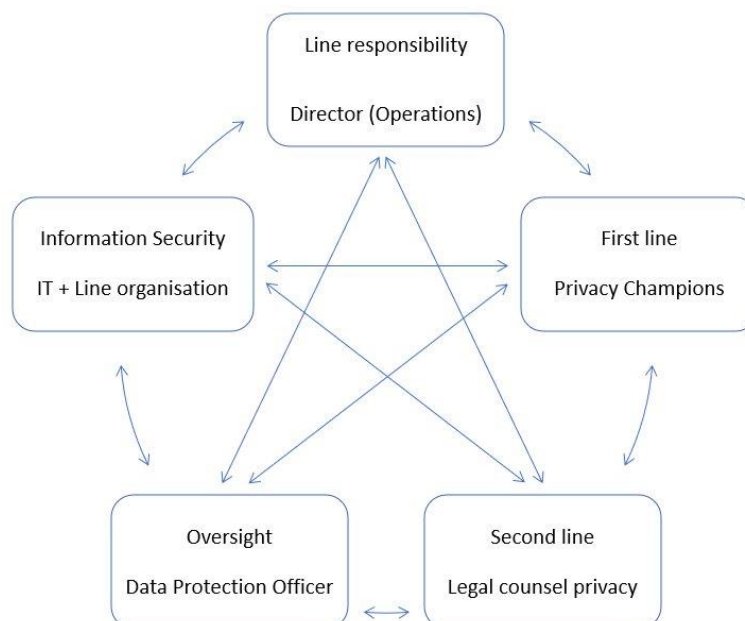 Line responsibility
Director (Operations)
Information Security
IT + Line organisation
First line
Privacy Champions
Oversight
Data Protection Officer
Second line
Legal counsel privacy